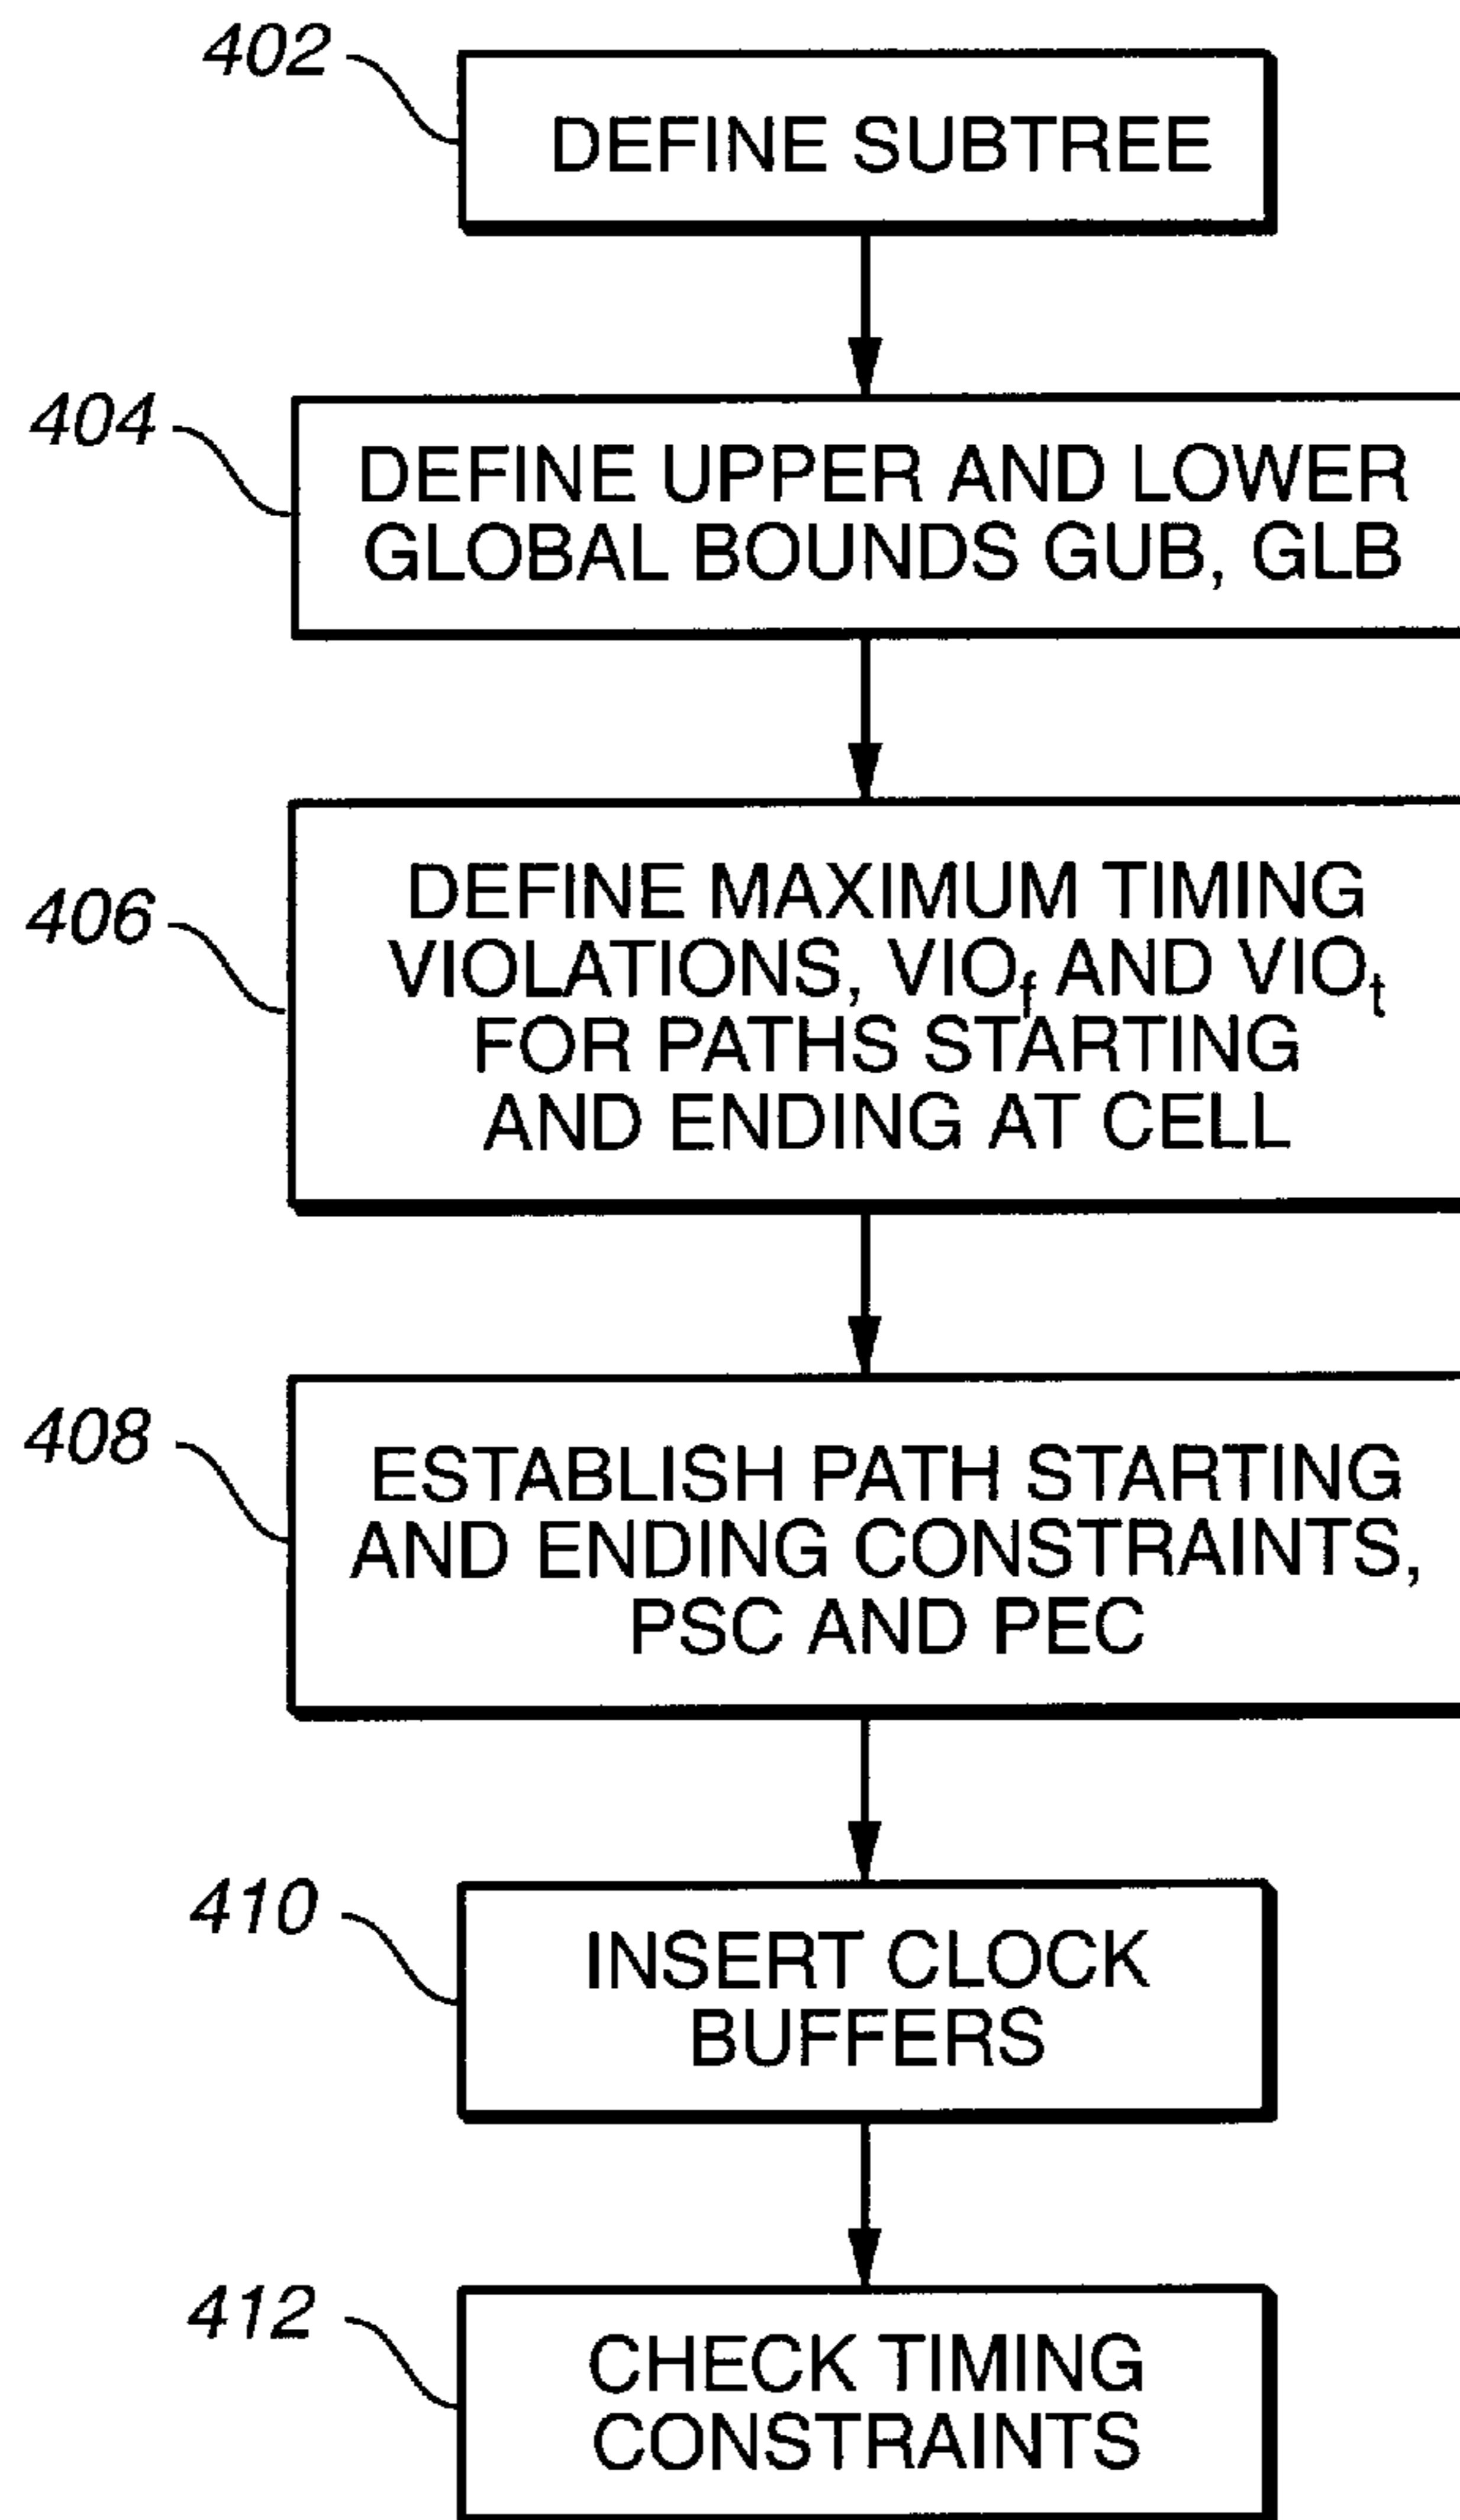 402
DEFINE SUBTREE
404
DEFINE UPPER AND LOWER
GLOBAL BOUNDS GUB, GLB
406
DEFINE MAXIMUM TIMING
VIOLATIONS, VIOf AND VIOt
FOR PATHS STARTING
AND ENDING AT CELL
408
ESTABLISH PATH STARTING
AND ENDING CONSTRAINTS,
PSC AND PEC
410
INSERT CLOCK
BUFFERS
412
CHECK TIMING
CONSTRAINTS